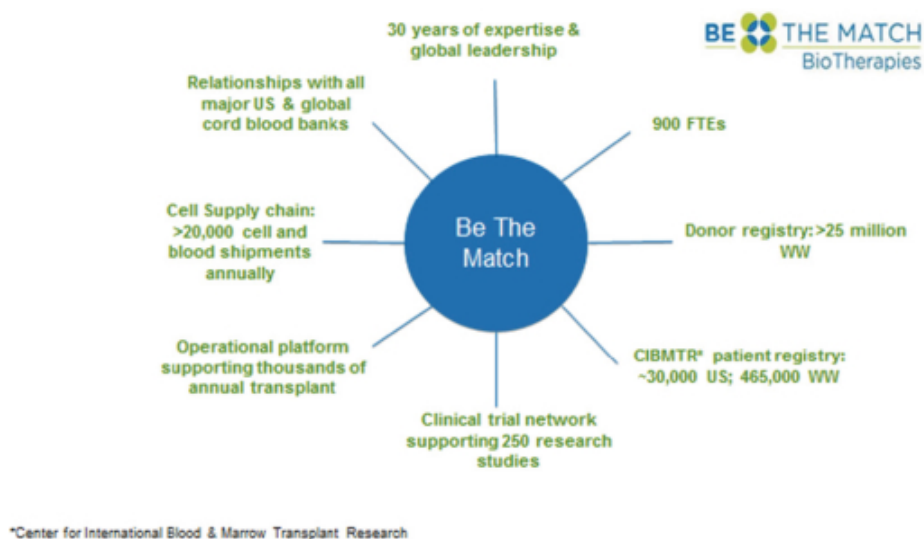 30 years of expertise &
global leadership
BE THE MATCH
BioTherapies
Relationships with all
major US & global
cord blood banks
900 FTEs
Cell Supply chain:
>20,000 cell and
blood shipments
annually
Be The
Match
Donor registry:>25 million
WW
Operational platform
supporting thousands of
annual transplant
CIBMTR* patient registry:
~30,000 US; 465,000 WW
Clinical trial network
supporting 250 research
studies
*Center for International Blood & Marrow Transplant Research